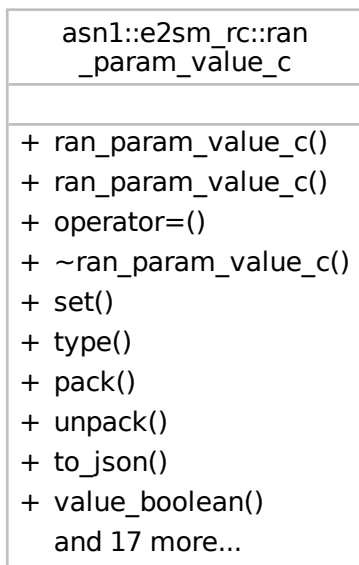 asn1::e2sm_rc::ran
_param_value_c
+ ran_param_value_c()
+ ran_param_value_c()
+ operator=()
+ ~ran_param_value_c()
+ set()
+ type()
+ pack()
+ unpack()
+ to_json()
+ value_boolean()
and 17 more...